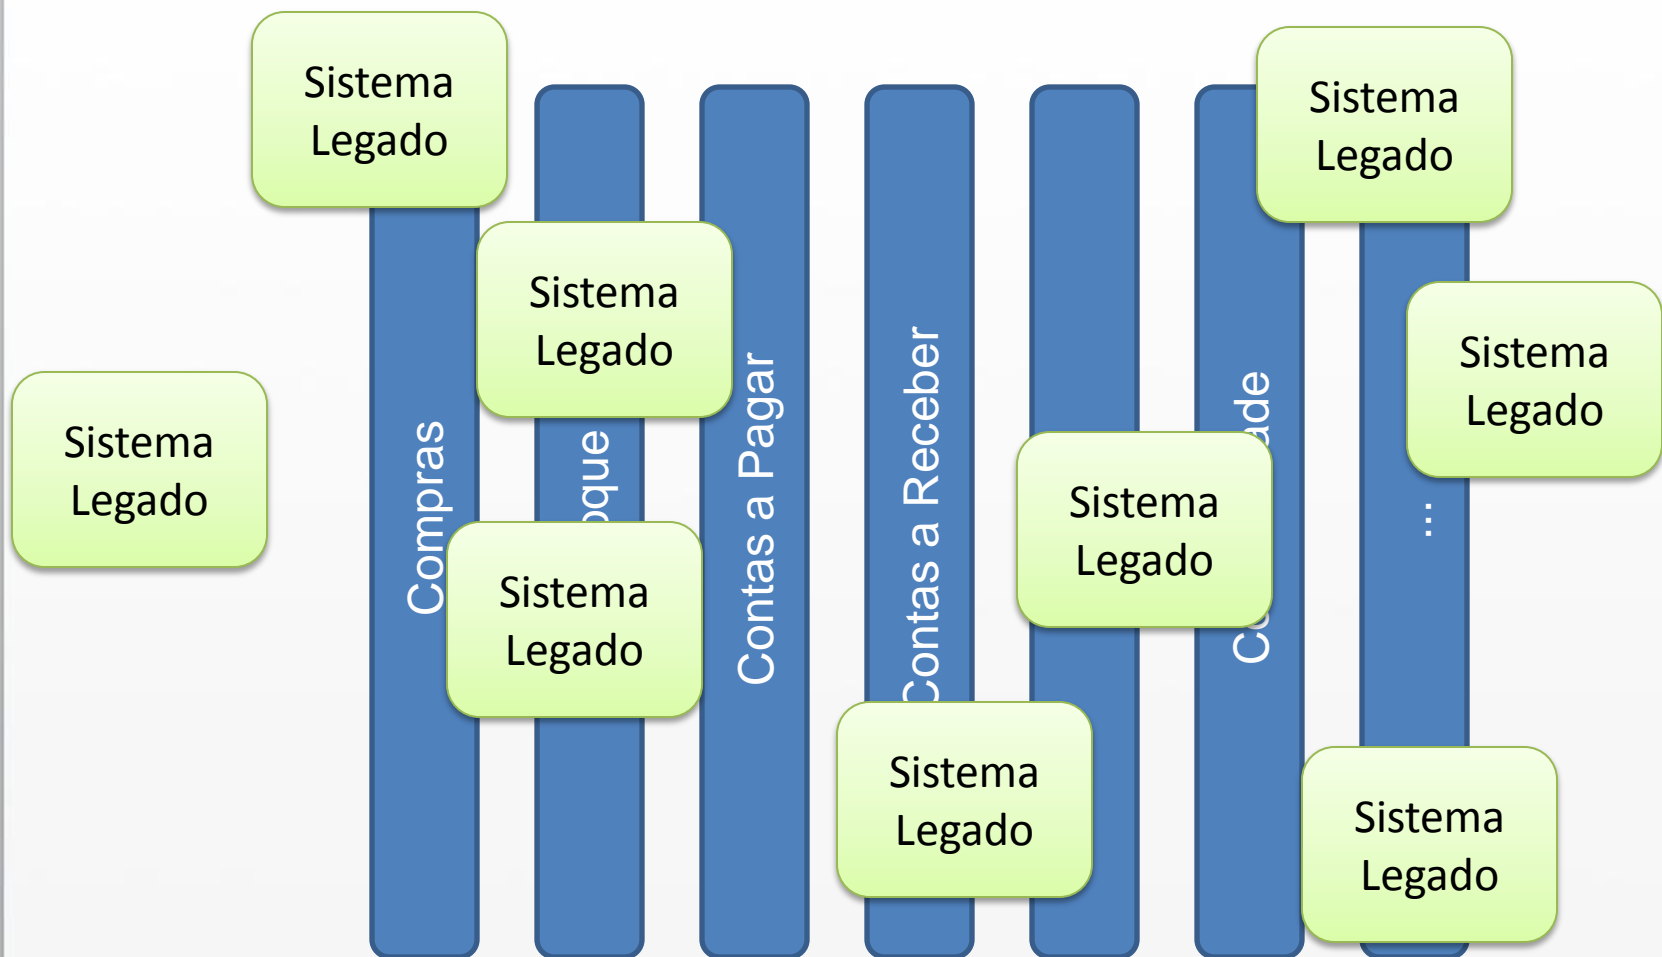 Sistema
Legado
Sistema
Legado
Sistema
Legado
Sistema
Legado
Sistema
Legado
Compras
Contas a Pagar
Contas a Receber
Sistema
Legado
...
Sistema
Legado
Sistema
Legado
Sistema
Legado